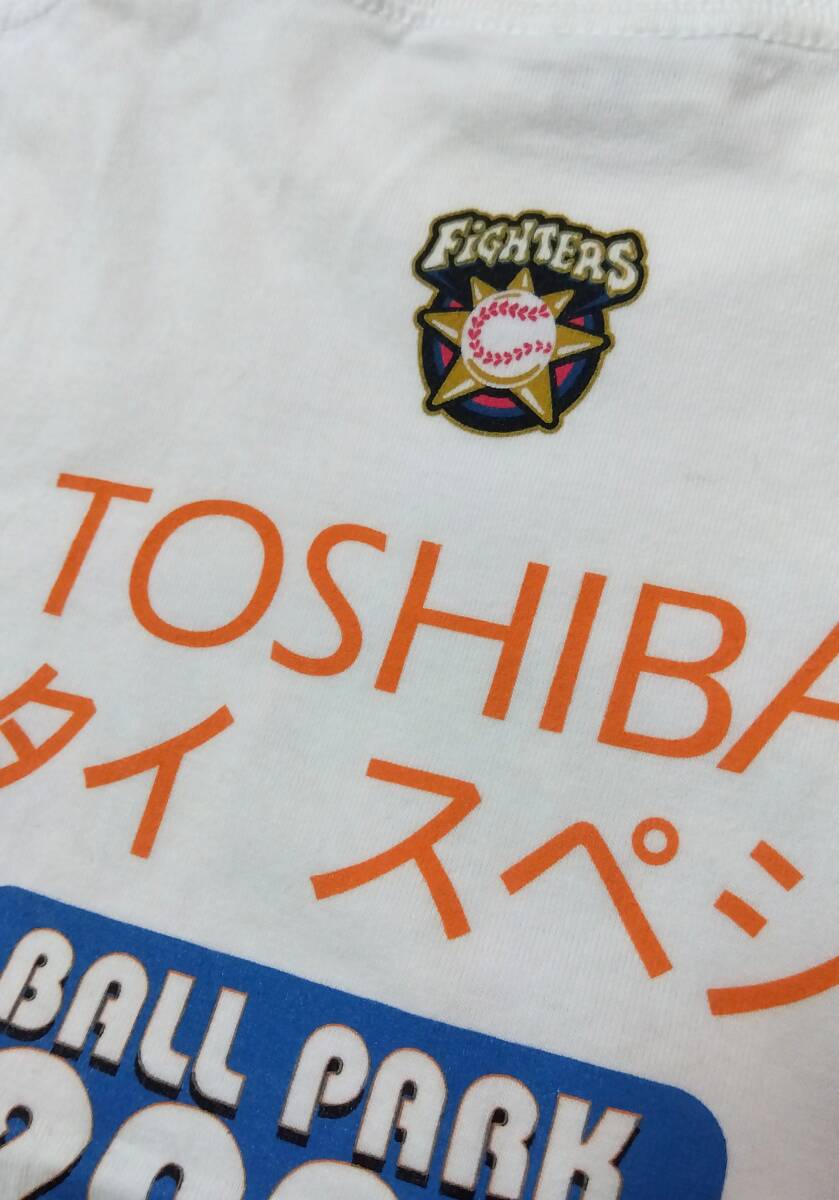 FiGHTERS
TOSHIBA
タイ スペシ
BALL PARK